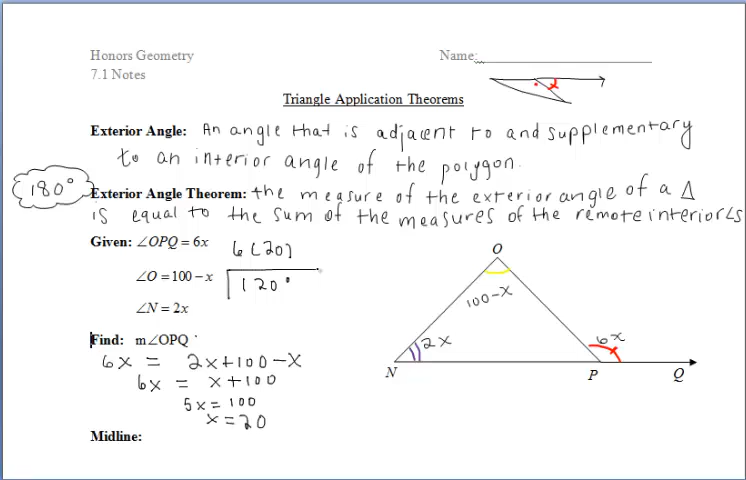 Honors Geometry Name:
7.1 Notes
x
Triangle Application Theorems
Exterior Angle: An angle that is adjacent to and supplementary
to an interior angle of the polygon.
180°
Exterior Angle Theorem: the measure of the exterior angle of a Δ
is equal to the sum of the measures of the remote interior ∠s
Given: ∠OPQ = 6x 6(20)
∠O = 100 − x 120°
∠N = 2x
Find: m∠OPQ
6x = 2x+100−x
6x = x+100
5x = 100
x = 20
O
100−x
2x
6x
N P Q
Midline: